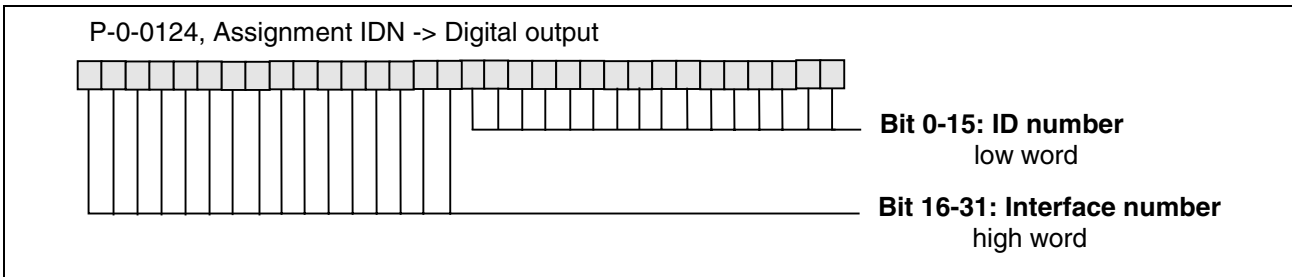 P-0-0124, Assignment IDN -> Digital output
Bit 0-15: ID number
low word
Bit 16-31: Interface number
high word